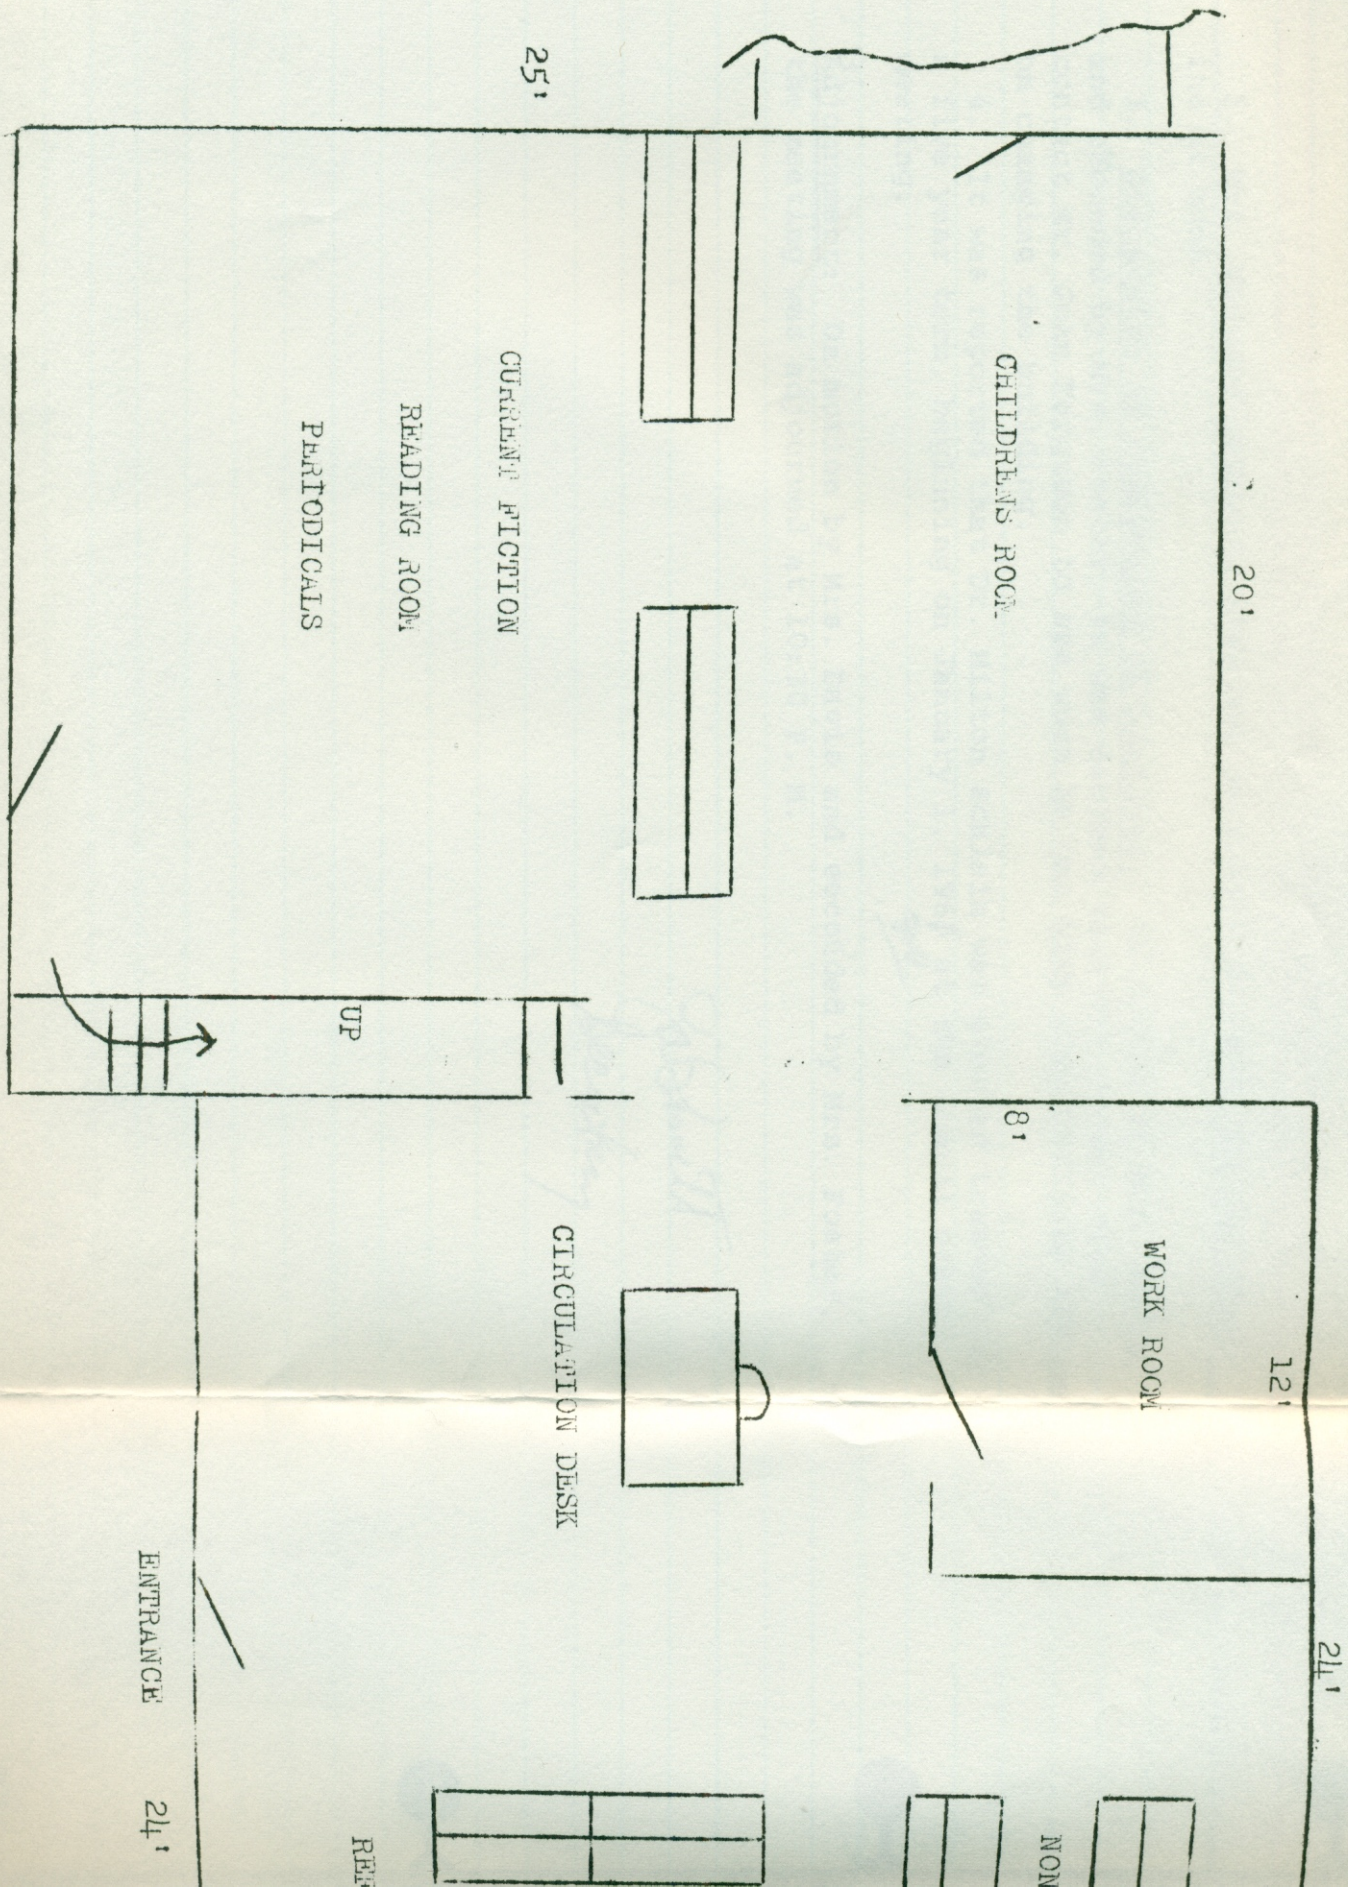 24'
12'
20'
WORK ROOM
NON
CHILDRENS ROOM
8'
CIRCULATION DESK
25'
CURRENT FICTION
READING ROOM
PERIODICALS
UP
REF
ENTRANCE 24'